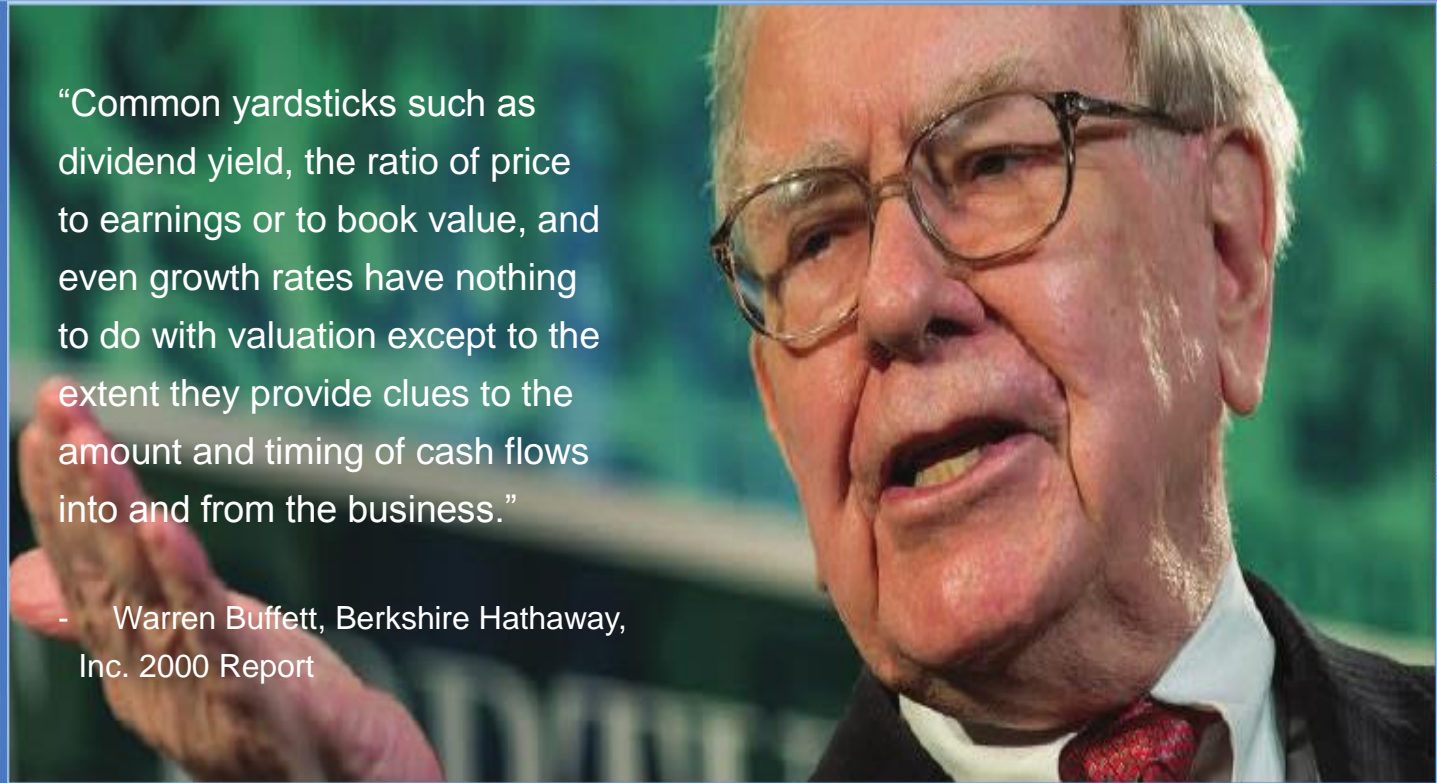 “Common yardsticks such as
dividend yield, the ratio of price
to earnings or to book value, and
even growth rates have nothing
to do with valuation except to the
extent they provide clues to the
amount and timing of cash flows
into and from the business.”
- Warren Buffett, Berkshire Hathaway,
Inc. 2000 Report